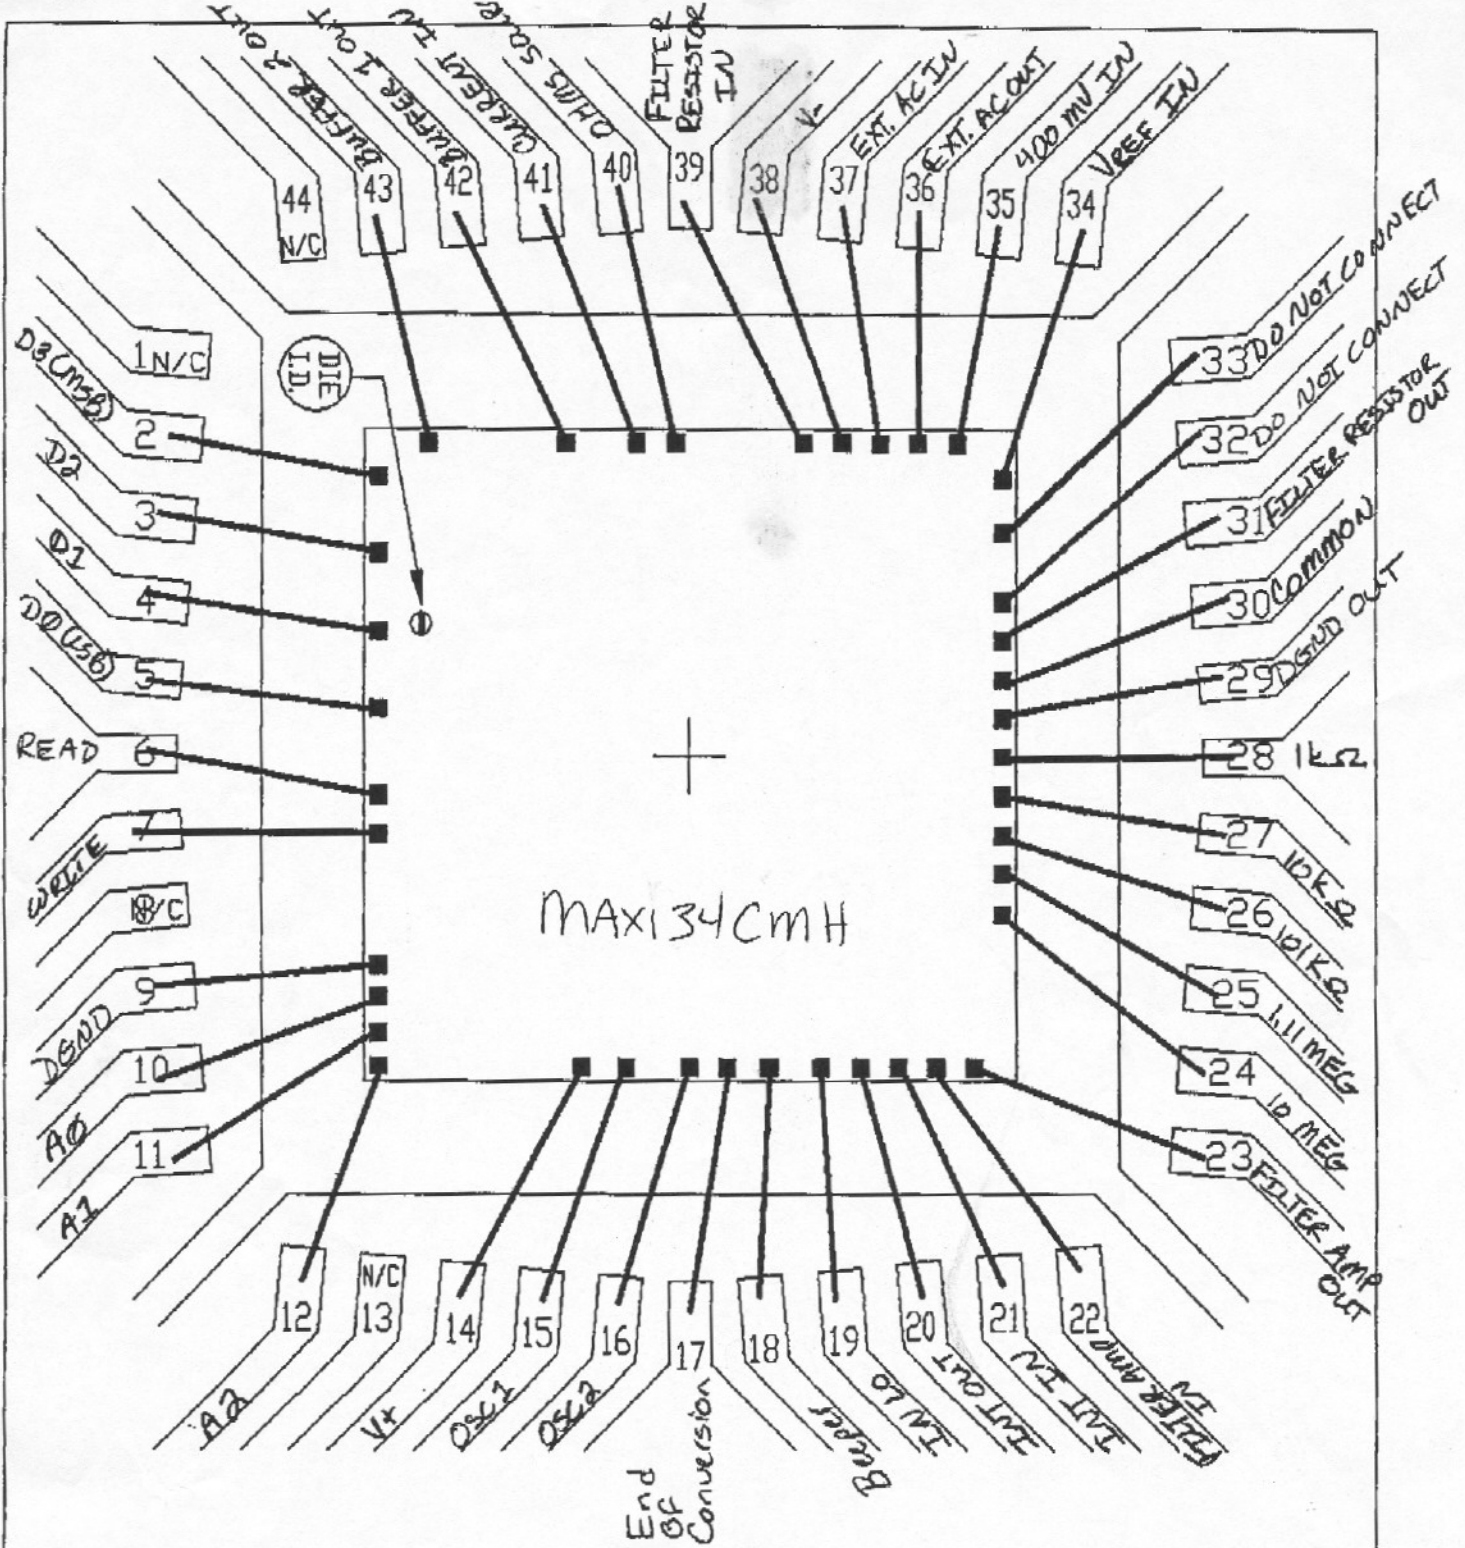 BUFFER 2 OUT
BUFFER 1 OUT
CURRENT IN
OHMS
FILTER
RESISTOR
IN
V-
EXT. AC IN
EXT. AC OUT
400 mV IN
VREF IN
44
N/C
43
42
41
40
39
38
37
36
35
34
DIE
I.D
1 N/C
D3(MSB)
2
D2
3
D1
4
DØ(LSB)
5
READ
6
WRITE
7
N/C
DGND
9
AØ
10
A1
11
33 DO NOT CONNECT
32 DO NOT CONNECT
31 FILTER RESISTOR
OUT
30 COMMON
29 DGND OUT
28 1kΩ
27 10kΩ
26 101kΩ
25 1.11 MEG
24 10 MEG
23 FILTER AMP
OUT
MAX134CMH
12
N/C
13
14
15
16
17
18
19
20
21
22
A2
V+
OSC1
OSC2
End
OF
Conversion
Beeper
IN LO
INT OUT
INT IN
FILTER AMP
IN